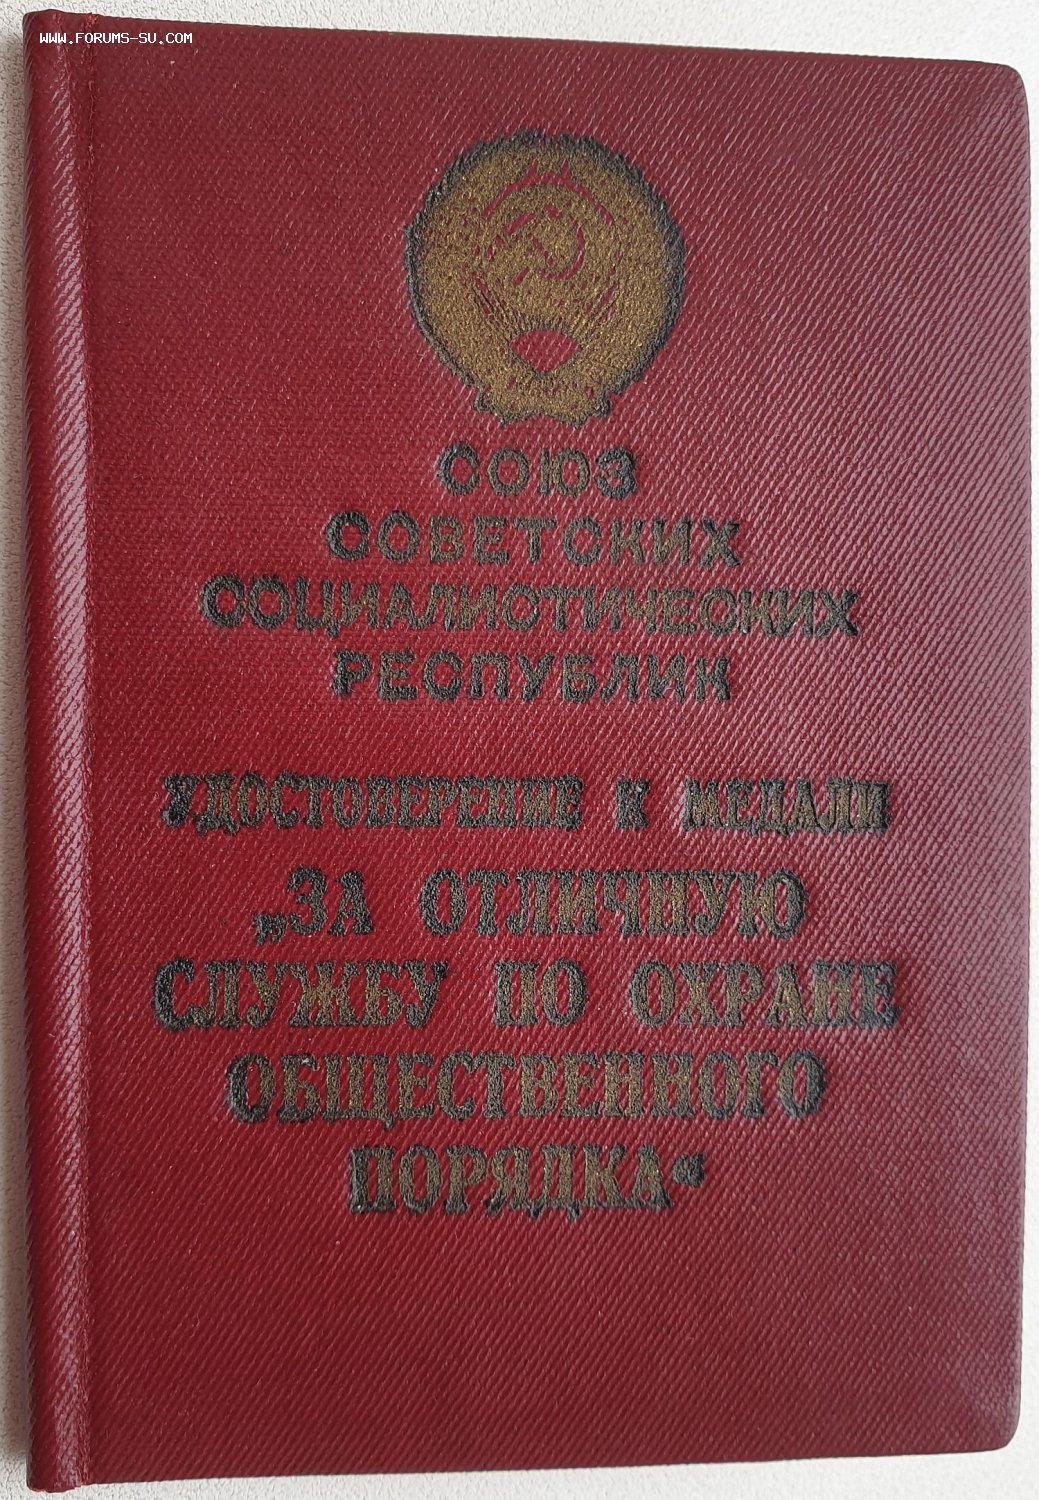 WWW.FORUMS-SU.COM
СОЮЗ
СОВЕТСКИХ
СОЦИАЛИСТИЧЕСКИХ
РЕСПУБЛИК
УДОСТОВЕРЕНИЕ К МЕДАЛИ
„ЗА ОТЛИЧНУЮ
СЛУЖБУ ПО ОХРАНЕ
ОБЩЕСТВЕННОГО
ПОРЯДКА“